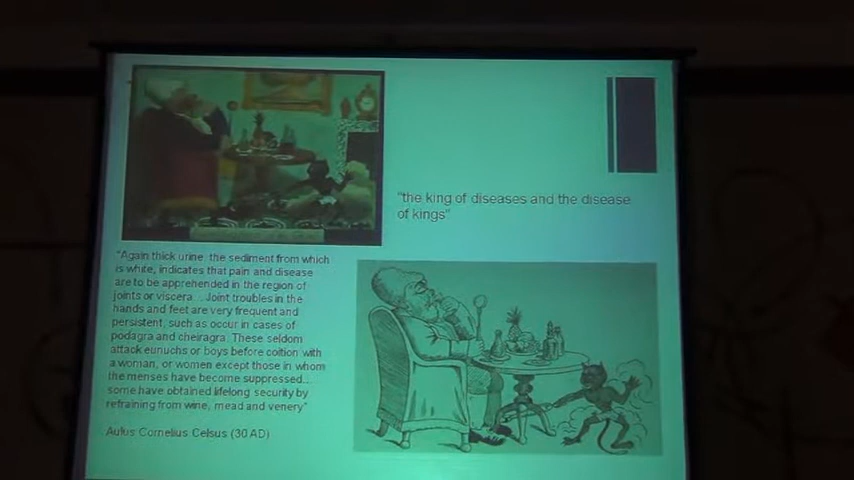 "the king of diseases and the disease
of kings"
"Again thick urine, the sediment from which
is white, indicates that pain and disease
are to be apprehended in the region of
joints or viscera... Joint troubles in the
hands and feet are very frequent and
persistent, such as occur in cases of
podagra and cheiragra. These seldom
attack eunuchs or boys before coition with
a woman, or women except those in whom
the menses have become suppressed...
some have obtained lifelong security by
refraining from wine, mead and venery"
Aulus Cornelius Celsus (30 AD)